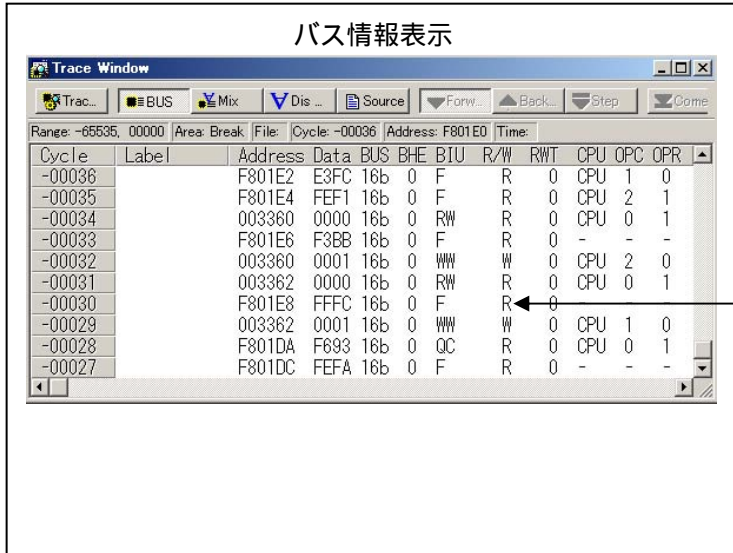 バス情報表示
Trace Window
Trac... BUS Mix Dis ... Source Forw... Back... Step Come
Range: -65535, 00000 Area: Break File: Cycle: -00036 Address: F801E0 Time:
Cycle Label Address Data BUS BHE BIU R/W RWT CPU OPC OPR
-00036 F801E2 E3FC 16b 0 F R 0 CPU 1 0
-00035 F801E4 FEF1 16b 0 F R 0 CPU 2 1
-00034 003360 0000 16b 0 RW R 0 CPU 0 1
-00033 F801E6 F3BB 16b 0 F R 0 - - -
-00032 003360 0001 16b 0 WW W 0 CPU 2 0
-00031 003362 0000 16b 0 RW R 0 CPU 0 1
-00030 F801E8 FFFC 16b 0 F R 0 - - -
-00029 003362 0001 16b 0 WW W 0 CPU 1 0
-00028 F801DA F693 16b 0 QC R 0 CPU 0 1
-00027 F801DC FEFA 16b 0 F R 0 - - -